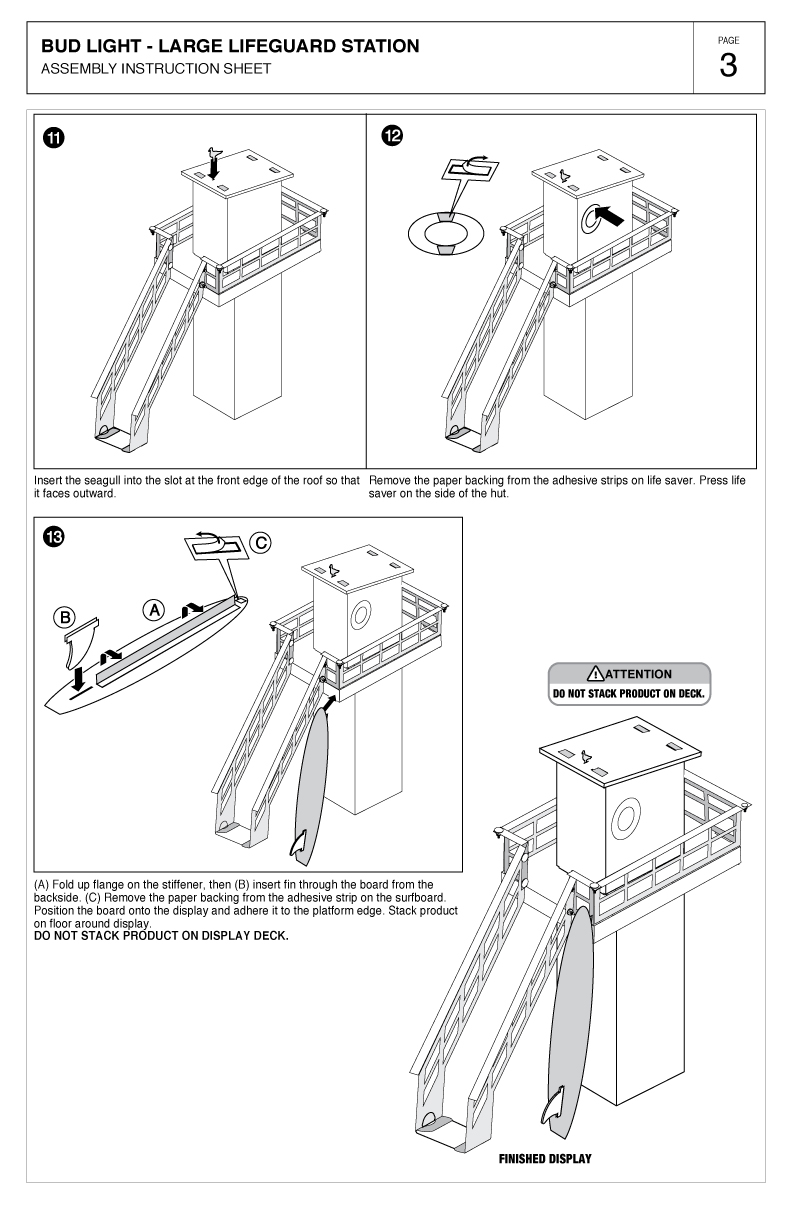 BUD LIGHT - LARGE LIFEGUARD STATION
ASSEMBLY INSTRUCTION SHEET
PAGE
3
11
12
Insert the seagull into the slot at the front edge of the roof so that
it faces outward.
Remove the paper backing from the adhesive strips on life saver. Press life
saver on the side of the hut.
13
C
A
B
(A) Fold up flange on the stiffener, then (B) insert fin through the board from the
backside. (C) Remove the paper backing from the adhesive strip on the surfboard.
Position the board onto the display and adhere it to the platform edge. Stack product
on floor around display.
DO NOT STACK PRODUCT ON DISPLAY DECK.
ATTENTION
DO NOT STACK PRODUCT ON DECK.
FINISHED DISPLAY